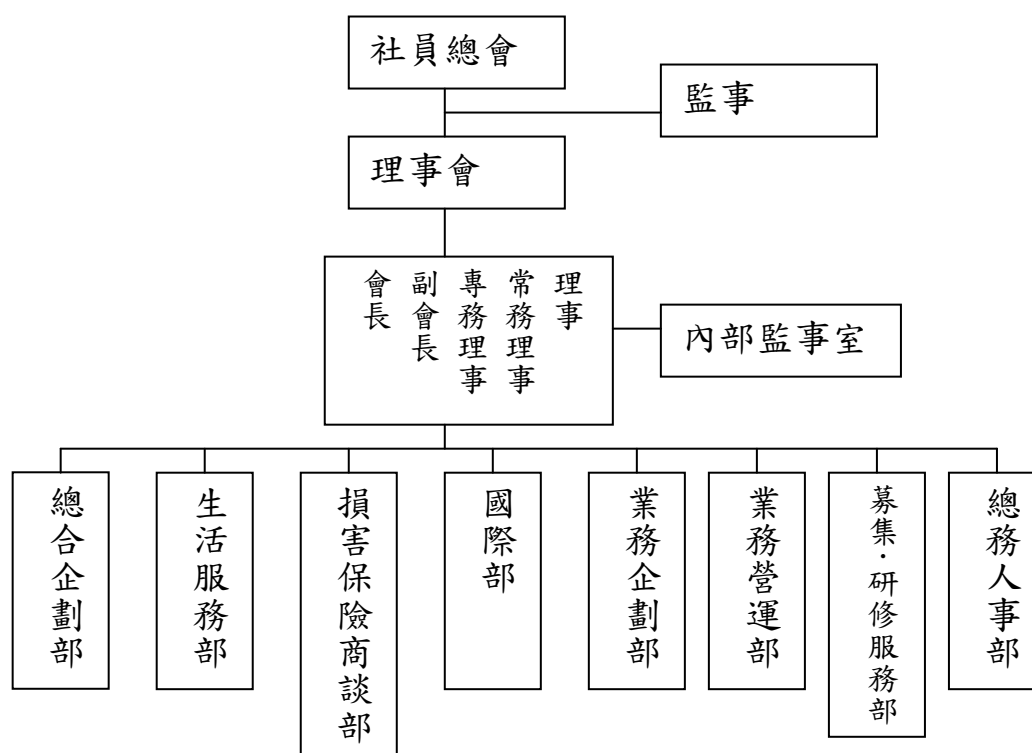 社員總會
監事
理事會
會長
副會長
專務理事
常務理事
理事
內部監事室
總合企劃部
生活服務部
損害保險商談部
國際部
業務企劃部
業務營運部
募集·研修服務部
總務人事部